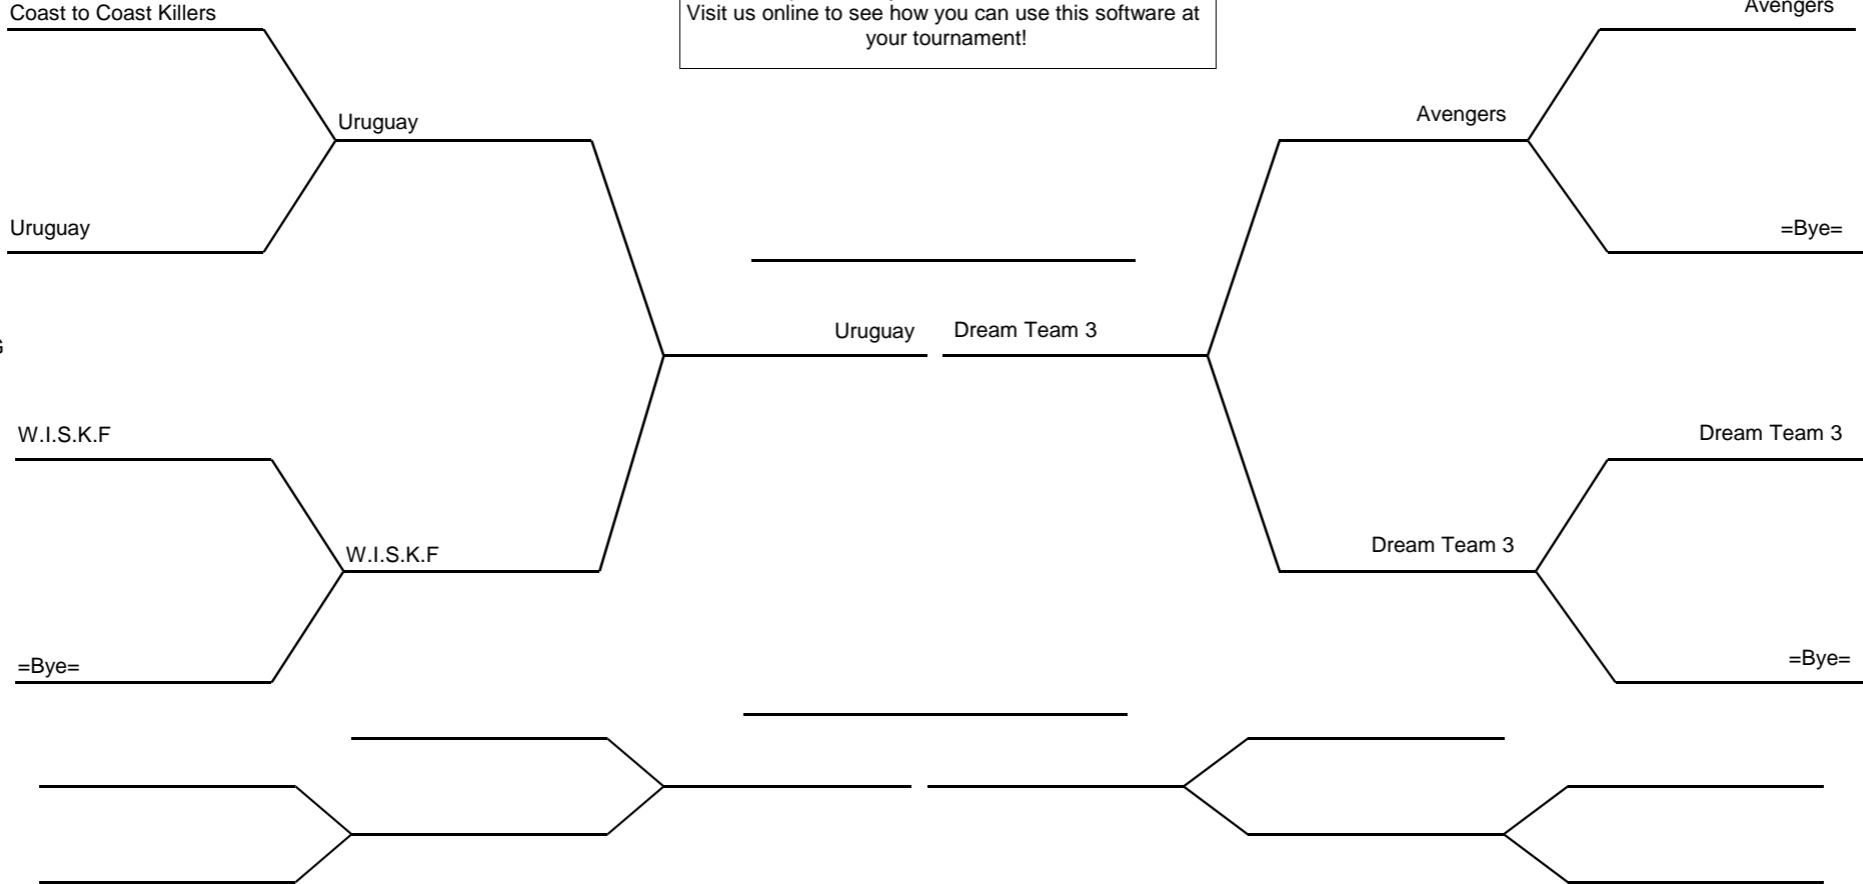 Coast to Coast Killers
Visit us online to see how you can use this software at
your tournament!
Avengers
Uruguay
Avengers
Uruguay
=Bye=
Uruguay
Dream Team 3
W.I.S.K.F
Dream Team 3
W.I.S.K.F
Dream Team 3
=Bye=
=Bye=